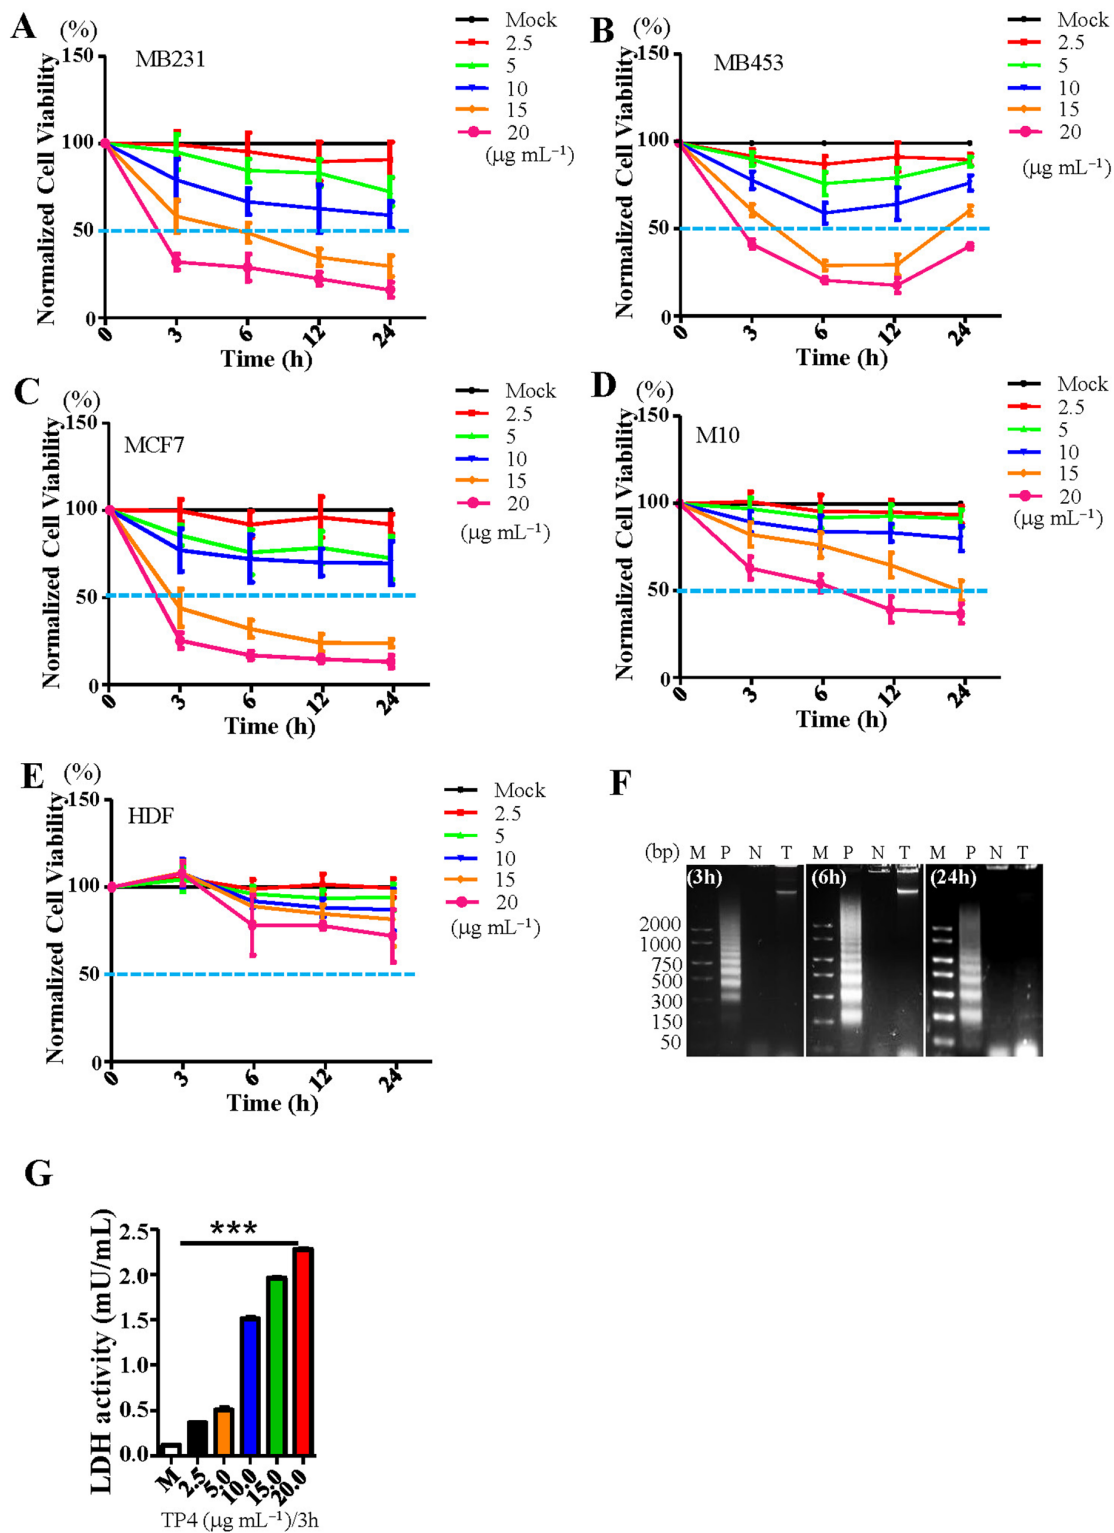 A
(%)
MB231
Normalized Cell Viability
150
100
50
0
0 3 6 12 24
Time (h)
Mock
2.5
5
10
15
20
(μg mL⁻¹)
B
(%)
MB453
Normalized Cell Viability
150
100
50
0
0 3 6 12 24
Time (h)
Mock
2.5
5
10
15
20
(μg mL⁻¹)
C
(%)
MCF7
Normalized Cell Viability
150
100
50
0
0 3 6 12 24
Time (h)
Mock
2.5
5
10
15
20
(μg mL⁻¹)
D
(%)
M10
Normalized Cell Viability
150
100
50
0
0 3 6 12 24
Time (h)
Mock
2.5
5
10
15
20
(μg mL⁻¹)
E
(%)
HDF
Normalized Cell Viability
150
100
50
0
0 3 6 12 24
Time (h)
Mock
2.5
5
10
15
20
(μg mL⁻¹)
F
(bp) M P N T M P N T M P N T
(3h) (6h) (24h)
2000
1000
750
500
300
150
50
G
LDH activity (mU/mL)
2.5
2.0
1.5
1.0
0.5
0.0
***
M 2.5 5.0 10.0 15.0 20.0
TP4 (μg mL⁻¹)/3h